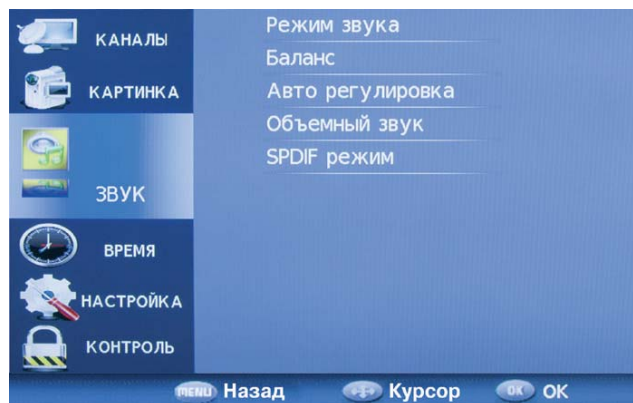 КАНАЛЫ
КАРТИНКА
ЗВУК
ВРЕМЯ
НАСТРОЙКА
КОНТРОЛЬ
Режим звука
Баланс
Авто регулировка
Объемный звук
SPDIF режим
MENU Назад Курсор OK ОК